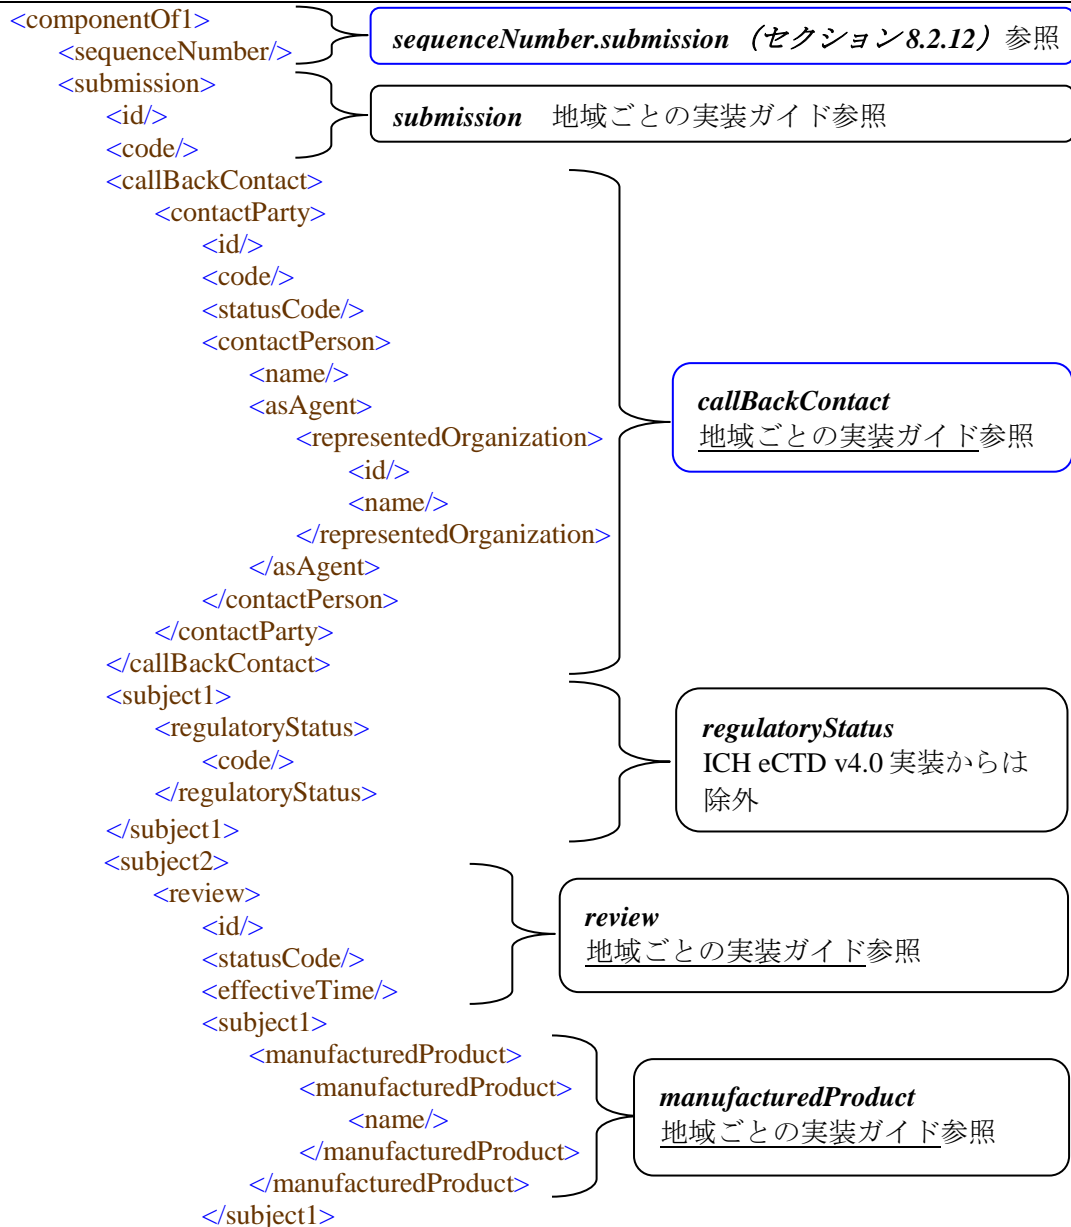 <componentOf1>
<sequenceNumber/>
sequenceNumber.submission（セクション8.2.12）参照
<submission>
<id/>
<code/>
submission　地域ごとの実装ガイド参照
<callBackContact>
<contactParty>
<id/>
<code/>
<statusCode/>
<contactPerson>
<name/>
<asAgent>
<representedOrganization>
<id/>
<name/>
</representedOrganization>
</asAgent>
</contactPerson>
</contactParty>
</callBackContact>
callBackContact
地域ごとの実装ガイド参照
<subject1>
<regulatoryStatus>
<code/>
</regulatoryStatus>
</subject1>
regulatoryStatus
ICH eCTD v4.0 実装からは
除外
<subject2>
<review>
<id/>
<statusCode/>
<effectiveTime/>
review
地域ごとの実装ガイド参照
<subject1>
<manufacturedProduct>
<manufacturedProduct>
<name/>
</manufacturedProduct>
</manufacturedProduct>
</subject1>
manufacturedProduct
地域ごとの実装ガイド参照